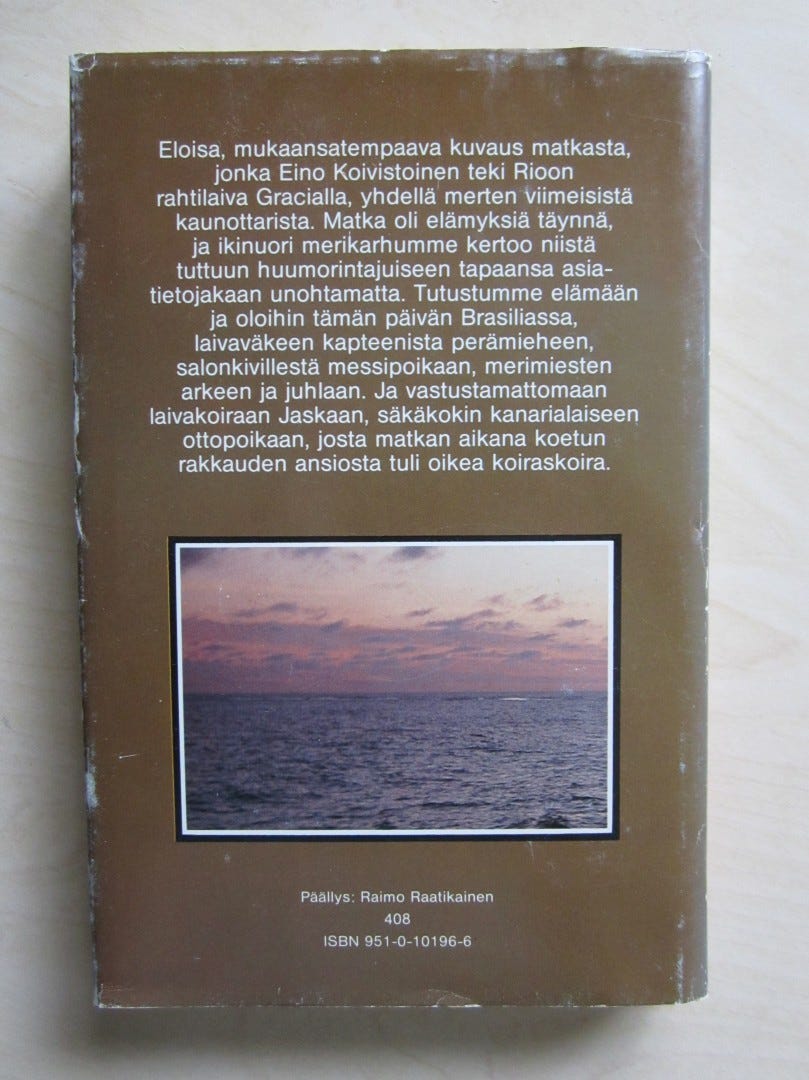 Eloisa, mukaansatempaava kuvaus matkasta,
jonka Eino Koivistoinen teki Rioon
rahtilaiva Gracialla, yhdellä merten viimeisistä
kaunottarista. Matka oli elämyksiä täynnä,
ja ikinuori merikarhumme kertoo niistä
tuttuun huumorintajuiseen tapaansa asia-
tietojakaan unohtamatta. Tutustumme elämään
ja oloihin tämän päivän Brasiliassa,
laivaväkeen kapteenista perämieheen,
salonkivillestä messipoikaan, merimiesten
arkeen ja juhlaan. Ja vastustamattomaan
laivakoiraan Jaskaan, säkäkokin kanarialaiseen
ottopoikaan, josta matkan aikana koetun
rakkauden ansiosta tuli oikea koiraskoira.
Päällys: Raimo Raatikainen
408
ISBN 951-0-10196-6